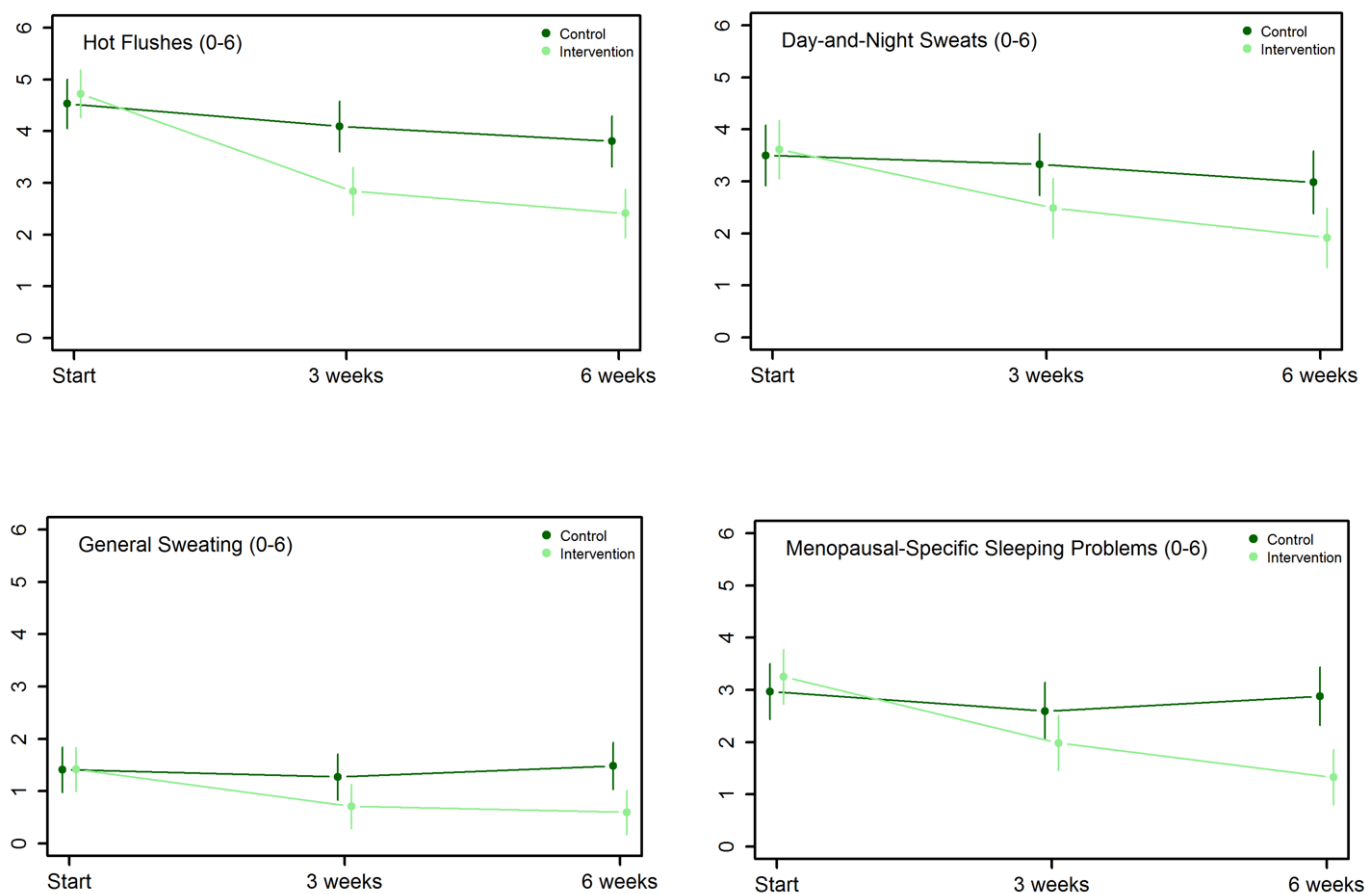 Hot Flushes (0-6)
Control
Intervention
6
5
4
3
2
1
0
Start
3 weeks
6 weeks
Day-and-Night Sweats (0-6)
Control
Intervention
6
5
4
3
2
1
0
Start
3 weeks
6 weeks
General Sweating (0-6)
Control
Intervention
6
5
4
3
2
1
0
Start
3 weeks
6 weeks
Menopausal-Specific Sleeping Problems (0-6)
Control
Intervention
6
5
4
3
2
1
0
Start
3 weeks
6 weeks